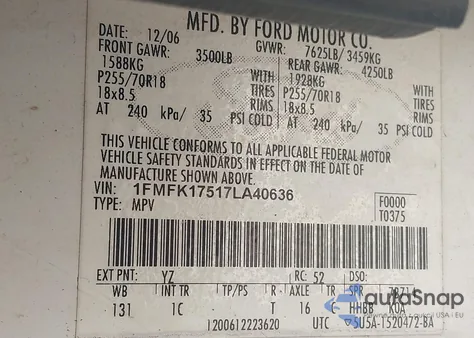 MFD. BY FORD MOTOR CO.
DATE: 12/06 GVWR: 7625LB/ 3459KG
FRONT GAWR: 3500LB REAR GAWR: 4250LB
1588KG WITH 1928KG WITH
P255/70R18 TIRES P255/70R18 TIRES
18x8.5 RIMS 18x8.5 RIMS
AT 240 kPa/ 35 PSI COLD AT 240 kPa/ 35 PSI COLD
THIS VEHICLE CONFORMS TO ALL APPLICABLE FEDERAL MOTOR
VEHICLE SAFETY STANDARDS IN EFFECT ON THE DATE OF
MANUFACTURE SHOWN ABOVE.
VIN: 1FMFK17517LA40636
TYPE: MPV
F0000
T0375
EXT PNT: YZ RC: 52 DSO:
WB INT TR TP/PS R AXLE TR SPR
131 1C T 16 C HHBB K0A
1200612223620 UTC 5U5A-1520472-BA
autoSnap